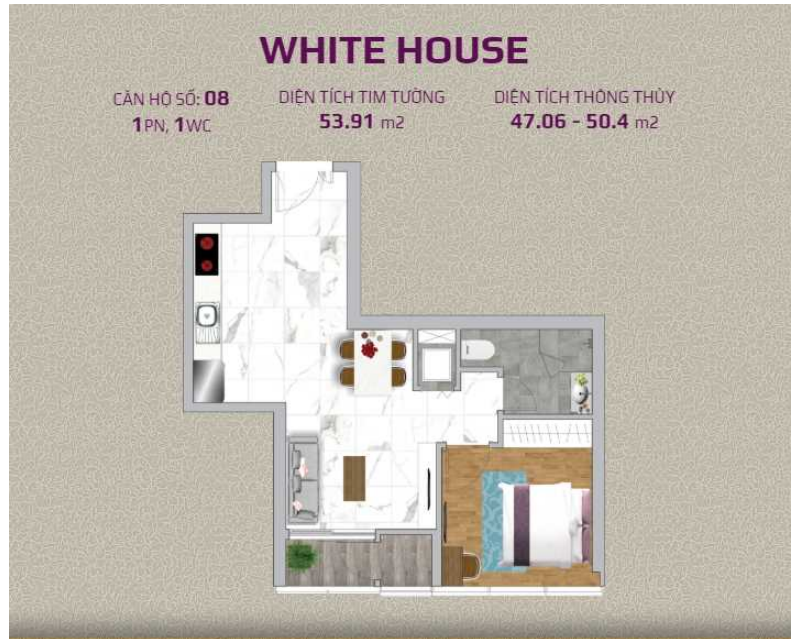 WHITE HOUSE
CĂN HỘ SỐ: 08
1PN, 1WC
DIỆN TÍCH TIM TƯỜNG
53.91 m2
DIỆN TÍCH THÔNG THỦY
47.06 - 50.4 m2